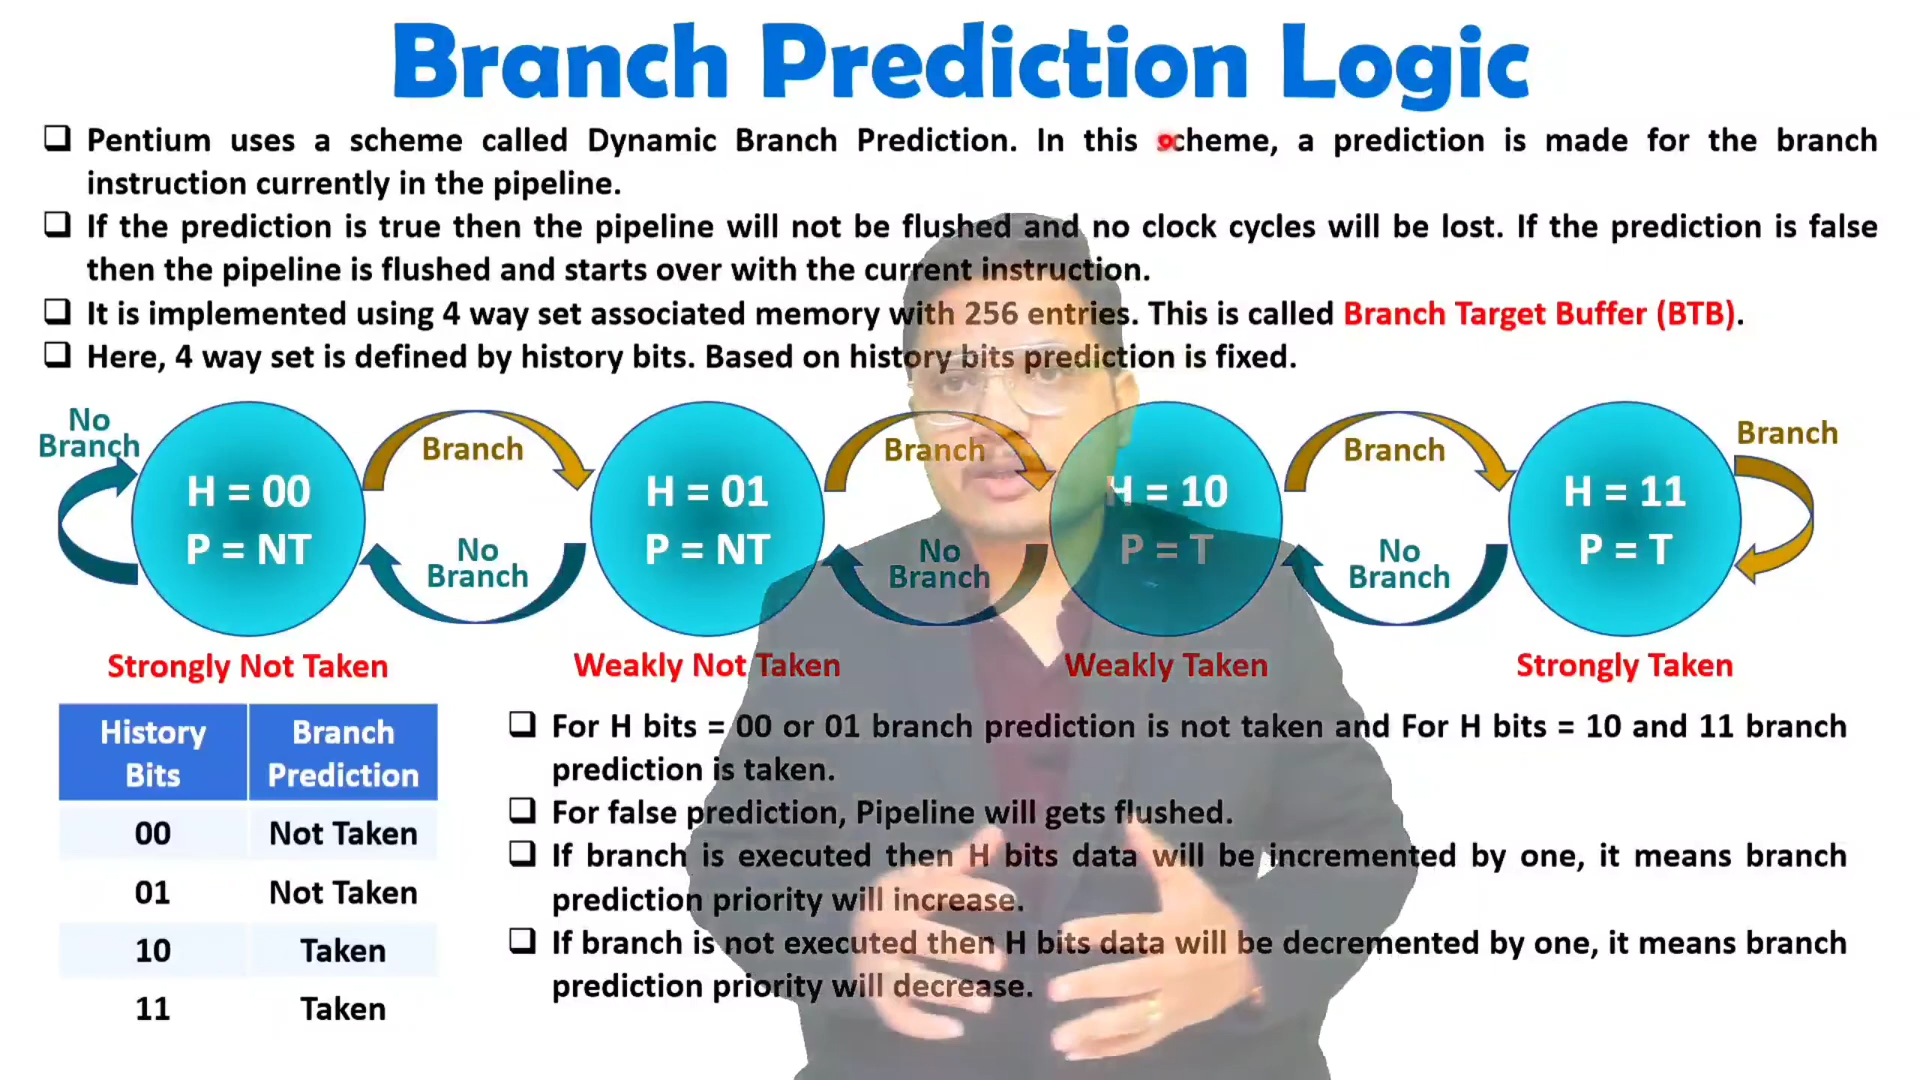 Branch Prediction Logic
Pentium uses a scheme called Dynamic Branch Prediction. In this scheme, a prediction is made for the branch
instruction currently in the pipeline.
If the prediction is true then the pipeline will not be flushed and no clock cycles will be lost. If the prediction is false
then the pipeline is flushed and starts over with the current instruction.
It is implemented using 4 way set associated memory with 256 entries. This is called Branch Target Buffer (BTB).
Here, 4 way set is defined by history bits. Based on history bits prediction is fixed.
No
Branch
H = 00
P = NT
Branch
No
Branch
H = 01
P = NT
Branch
No
Branch
H = 10
P = T
Branch
No
Branch
H = 11
P = T
Branch
Strongly Not Taken
Weakly Not Taken
Weakly Taken
Strongly Taken
History
Bits
Branch
Prediction
00 Not Taken
01 Not Taken
10 Taken
11 Taken
For H bits = 00 or 01 branch prediction is not taken and For H bits = 10 and 11 branch
prediction is taken.
For false prediction, Pipeline will gets flushed.
If branch is executed then H bits data will be incremented by one, it means branch
prediction priority will increase.
If branch is not executed then H bits data will be decremented by one, it means branch
prediction priority will decrease.